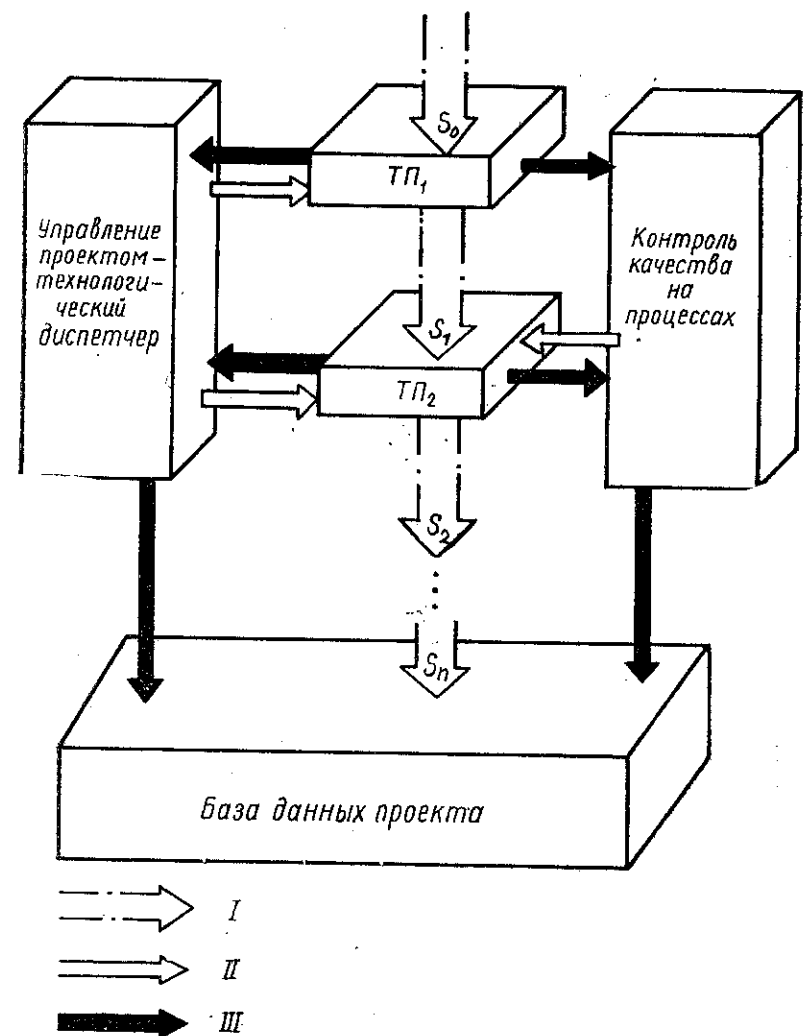 S₀
ТП₁
Управление
проектом—
технологи-
ческий
диспетчер
Контроль
качества
на
процессах
S₁
ТП₂
S₂
Sₙ
База данных проекта
I
II
III